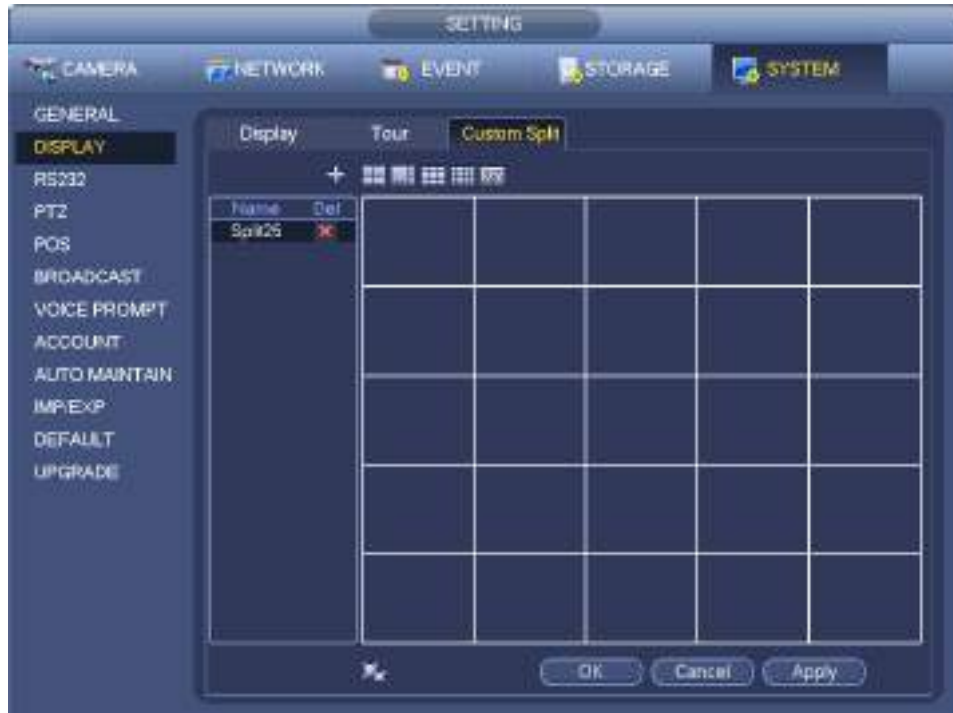 SETTING
CAMERA NETWORK EVENT STORAGE SYSTEM
GENERAL
DISPLAY
RS232
PTZ
POS
BROADCAST
VOICE PROMPT
ACCOUNT
AUTO MAINTAIN
IMP/EXP
DEFAULT
UPGRADE
Display Tour Custom Split
Name Del
Split25
OK Cancel Apply